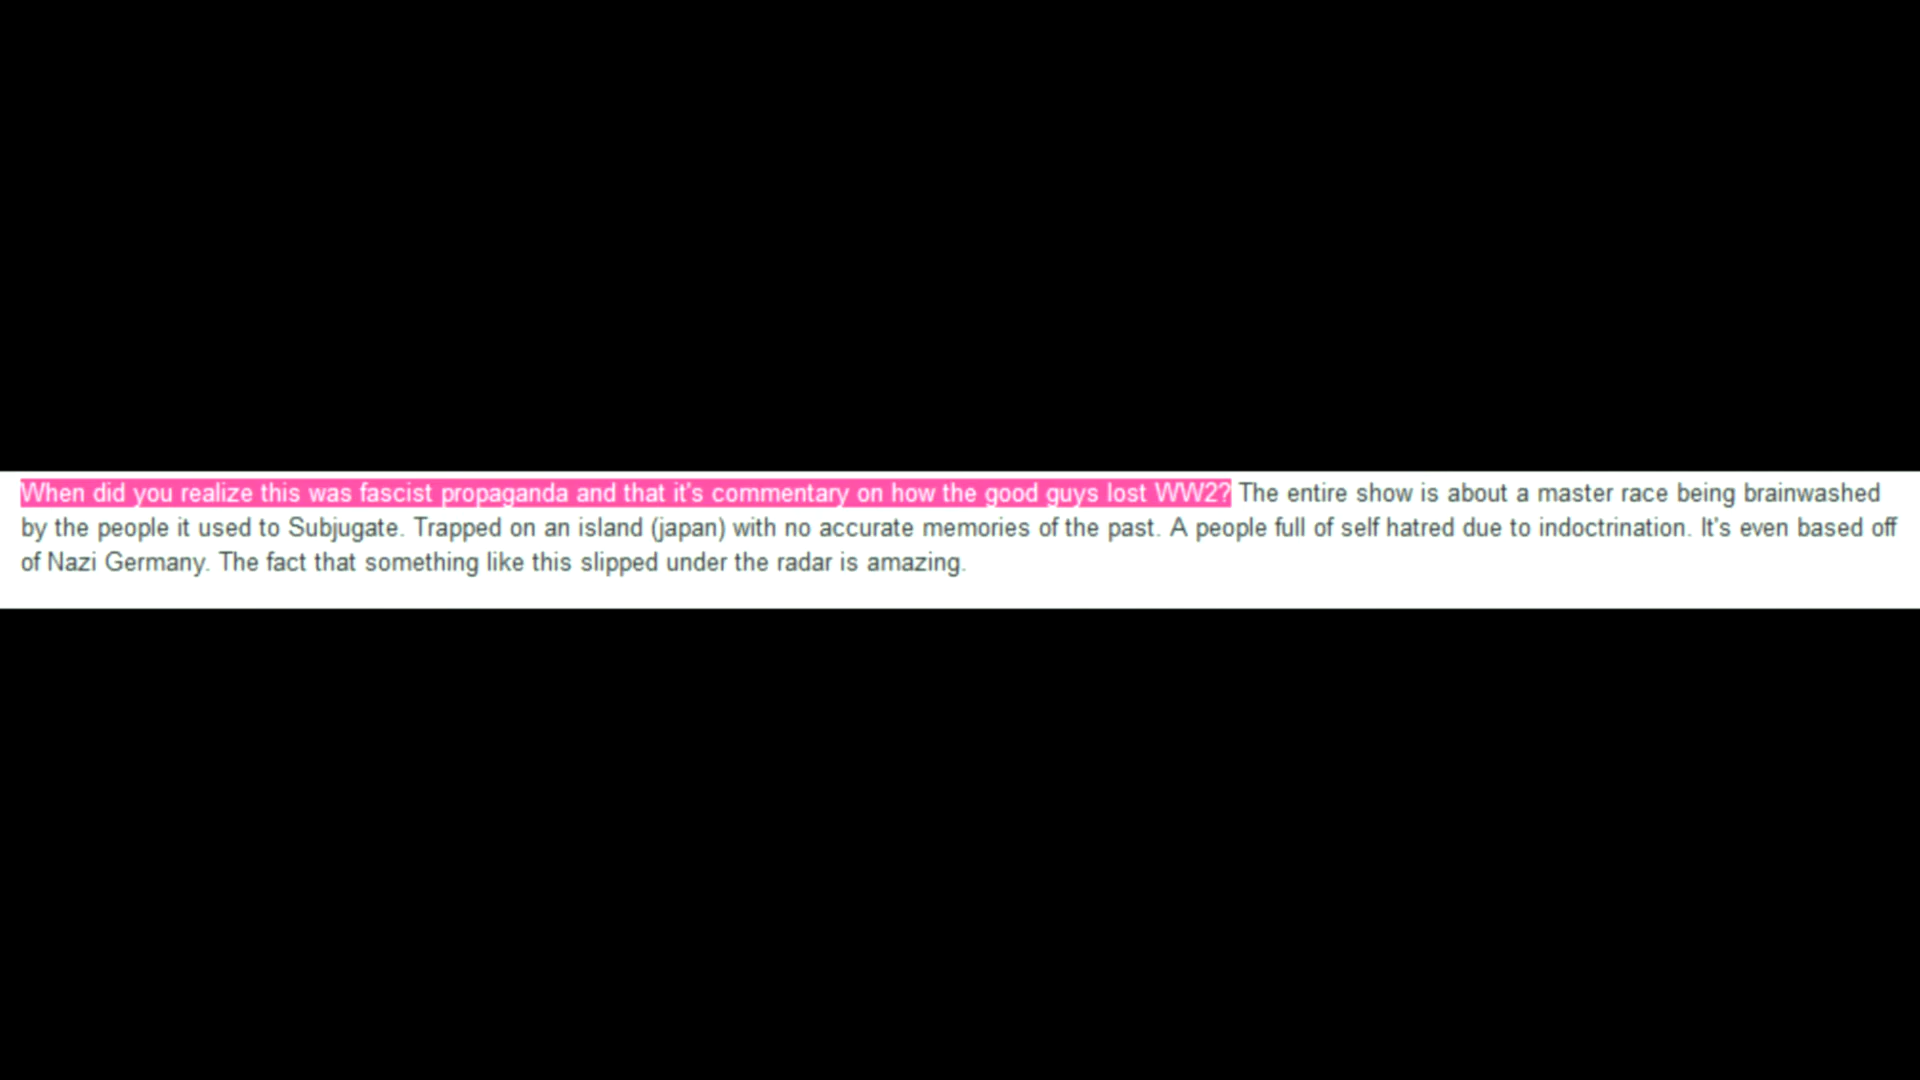 When did you realize this was fascist propaganda and that it's commentary on how the good guys lost WW2? The entire show is about a master race being brainwashed
by the people it used to Subjugate. Trapped on an island (japan) with no accurate memories of the past. A people full of self hatred due to indoctrination. It's even based off
of Nazi Germany. The fact that something like this slipped under the radar is amazing.